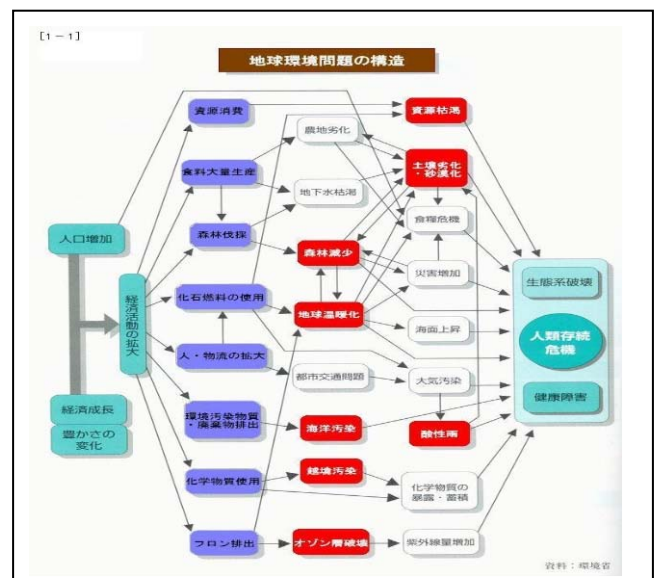 [1-1]
地球環境問題の構造
資源消費
資源枯渇
農地劣化
食料大量生産
土壌劣化
・砂漠化
地下水枯渇
人口増加
森林伐採
食糧危機
森林減少
災害増加
生態系破壊
経済活動の拡大
化石燃料の使用
地球温暖化
海面上昇
人類存続
危機
人・物流の拡大
都市交通問題
大気汚染
経済成長
豊かさの
変化
環境汚染物質
・廃棄物排出
海洋汚染
酸性雨
健康障害
化学物質使用
越境汚染
化学物質の
暴露・蓄積
フロン排出
オゾン層破壊
紫外線量増加
資料：環境省